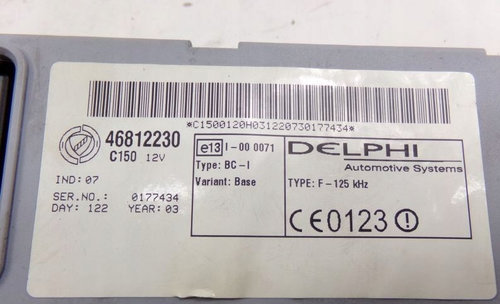 *C1500120H031220730177434*
46812230
C150 12V
e13 I-00 0071
Type: BC-I
Variant: Base
DELPHI
Automotive Systems
TYPE: F-125 kHz
CE0123!
IND: 07
SER.NO.: 0177434
DAY: 122 YEAR: 03